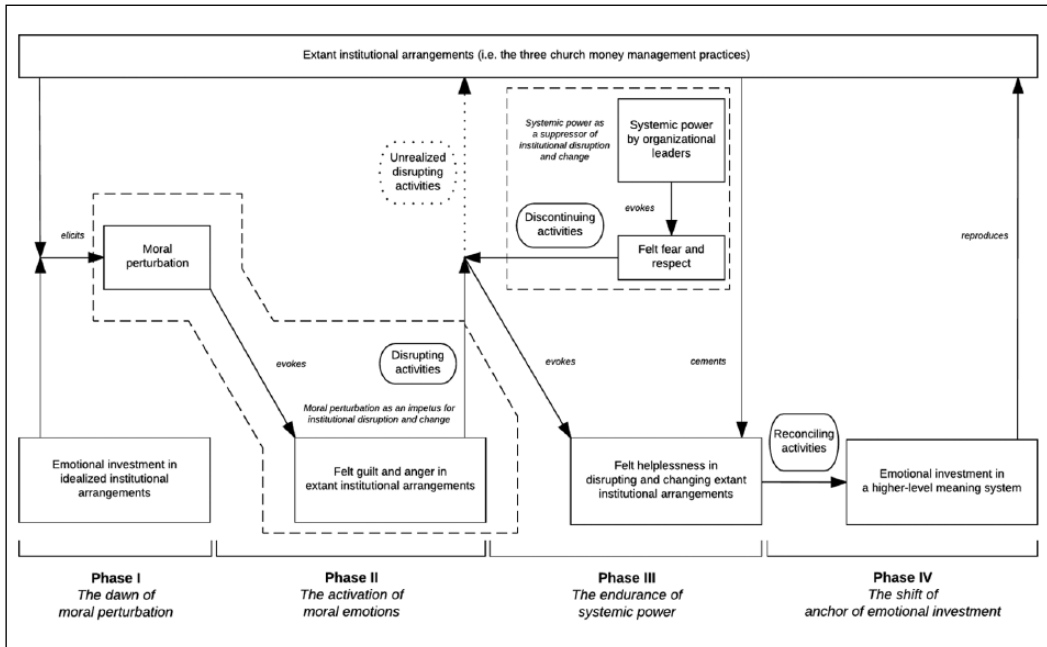 Extant institutional arrangements (i.e. the three church money management practices)
Systemic power as
a suppressor of
institutional disruption
and change
Systemic power
by organizational
leaders
Unrealized
disrupting
activities
evokes
Discontinuing
activities
elicits
Moral
perturbation
Felt fear and
respect
reproduces
evokes
Disrupting
activities
evokes
cements
Moral perturbation as an impetus for
institutional disruption and change
Reconciling
activities
Emotional investment in
idealized institutional
arrangements
Felt guilt and anger in
extant institutional arrangements
Felt helplessness in
disrupting and changing extant
institutional arrangements
Emotional investment in
a higher-level meaning system
Phase I
The dawn of
moral perturbation
Phase II
The activation of
moral emotions
Phase III
The endurance of
systemic power
Phase IV
The shift of
anchor of emotional investment